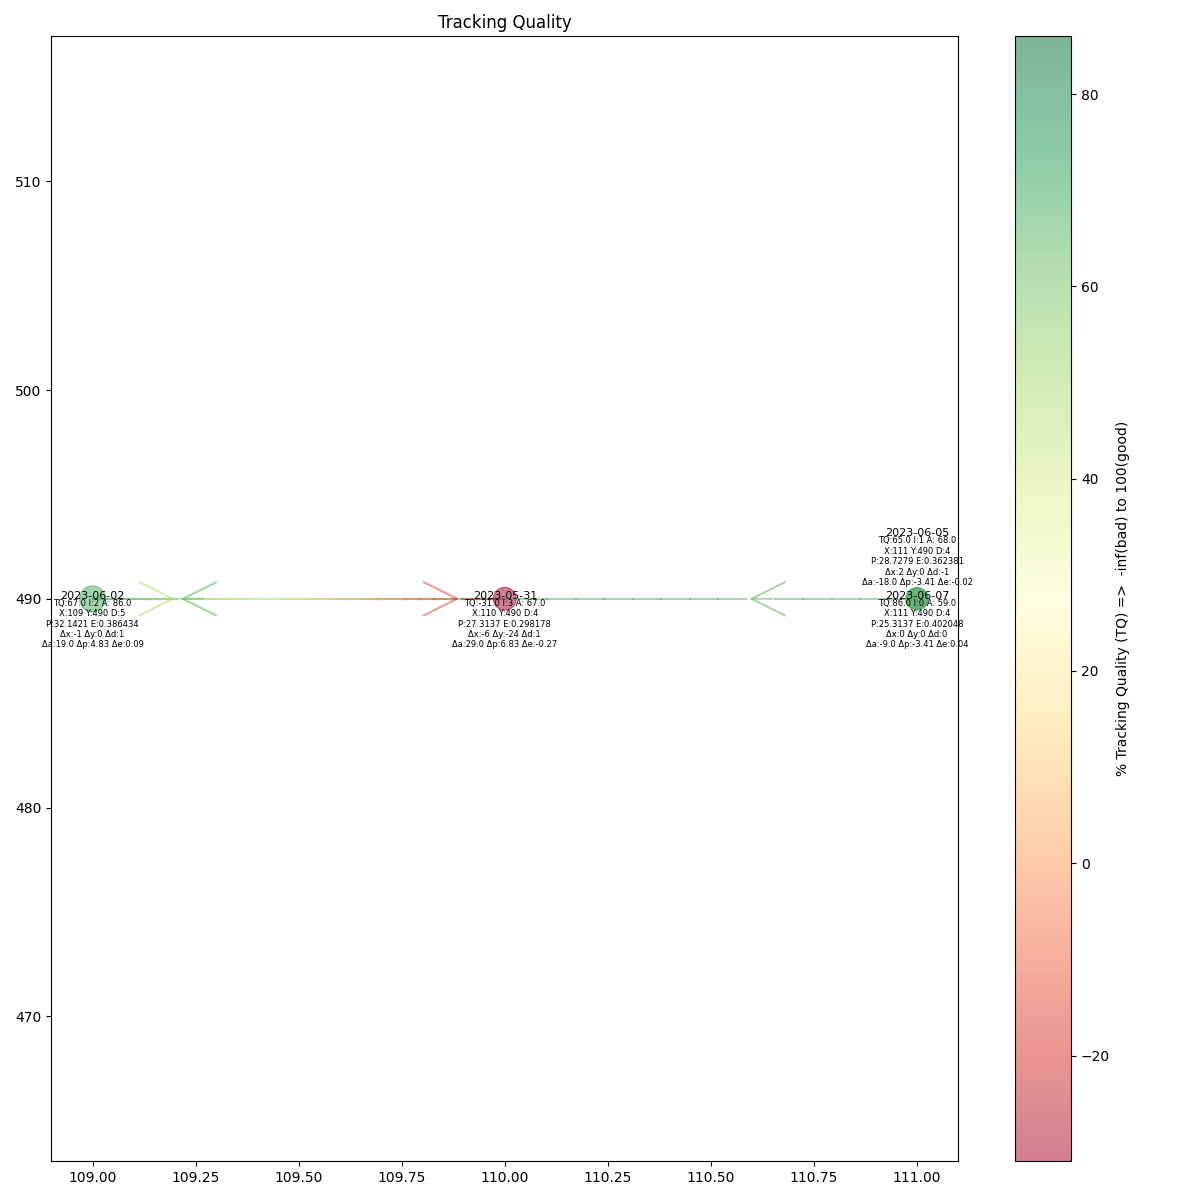 Tracking Quality
510
500
490
480
470
2023-06-02
TQ:67.0 I:2 A: 86.0
X:109 Y:490 D:5
P:32.1421 E:0.386434
Δx:-1 Δy:0 Δd:1
Δa:19.0 Δp:4.83 Δe:0.09
2023-05-31
TQ:-31.0 I:3 A: 67.0
X:110 Y:490 D:4
P:27.3137 E:0.298178
Δx:-6 Δy:-24 Δd:1
Δa:29.0 Δp:6.83 Δe:-0.27
2023-06-05
TQ:65.0 I:1 A: 68.0
X:111 Y:490 D:4
P:28.7279 E:0.362381
Δx:2 Δy:0 Δd:-1
Δa:-18.0 Δp:-3.41 Δe:-0.02
2023-06-07
TQ:86.0 I:0 A: 59.0
X:111 Y:490 D:4
P:25.3137 E:0.402048
Δx:0 Δy:0 Δd:0
Δa:-9.0 Δp:-3.41 Δe:0.04
109.00
109.25
109.50
109.75
110.00
110.25
110.50
110.75
111.00
80
60
40
20
0
−20
% Tracking Quality (TQ) => -inf(bad) to 100(good)